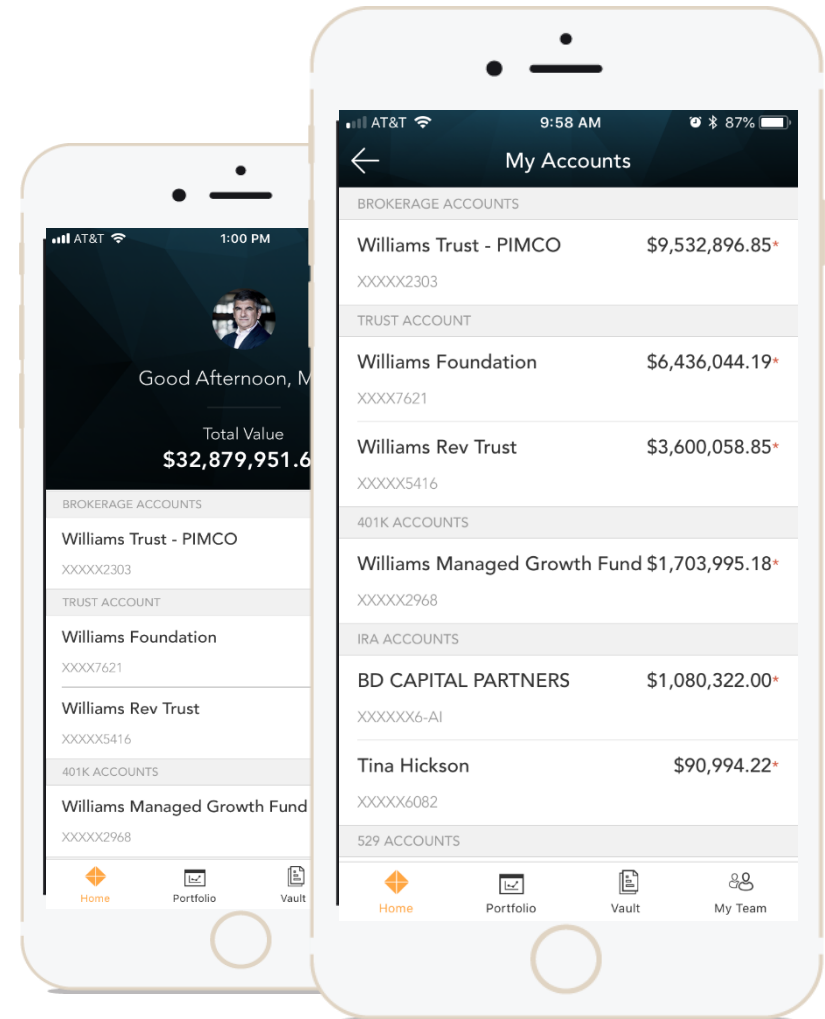 AT&T
1:00 PM
Good Afternoon, M
Total Value
$32,879,951.6
BROKERAGE ACCOUNTS
Williams Trust - PIMCO
XXXXX2303
TRUST ACCOUNT
Williams Foundation
XXXX7621
Williams Rev Trust
XXXXX5416
401K ACCOUNTS
Williams Managed Growth Fund
XXXXX2968
Home Portfolio Vault
AT&T 9:58 AM 87%
My Accounts
BROKERAGE ACCOUNTS
Williams Trust - PIMCO $9,532,896.85*
XXXXX2303
TRUST ACCOUNT
Williams Foundation $6,436,044.19*
XXXX7621
Williams Rev Trust $3,600,058.85*
XXXXX5416
401K ACCOUNTS
Williams Managed Growth Fund $1,703,995.18*
XXXXX2968
IRA ACCOUNTS
BD CAPITAL PARTNERS $1,080,322.00*
XXXXXX6-AI
Tina Hickson $90,994.22*
XXXXX6082
529 ACCOUNTS
Home Portfolio Vault My Team